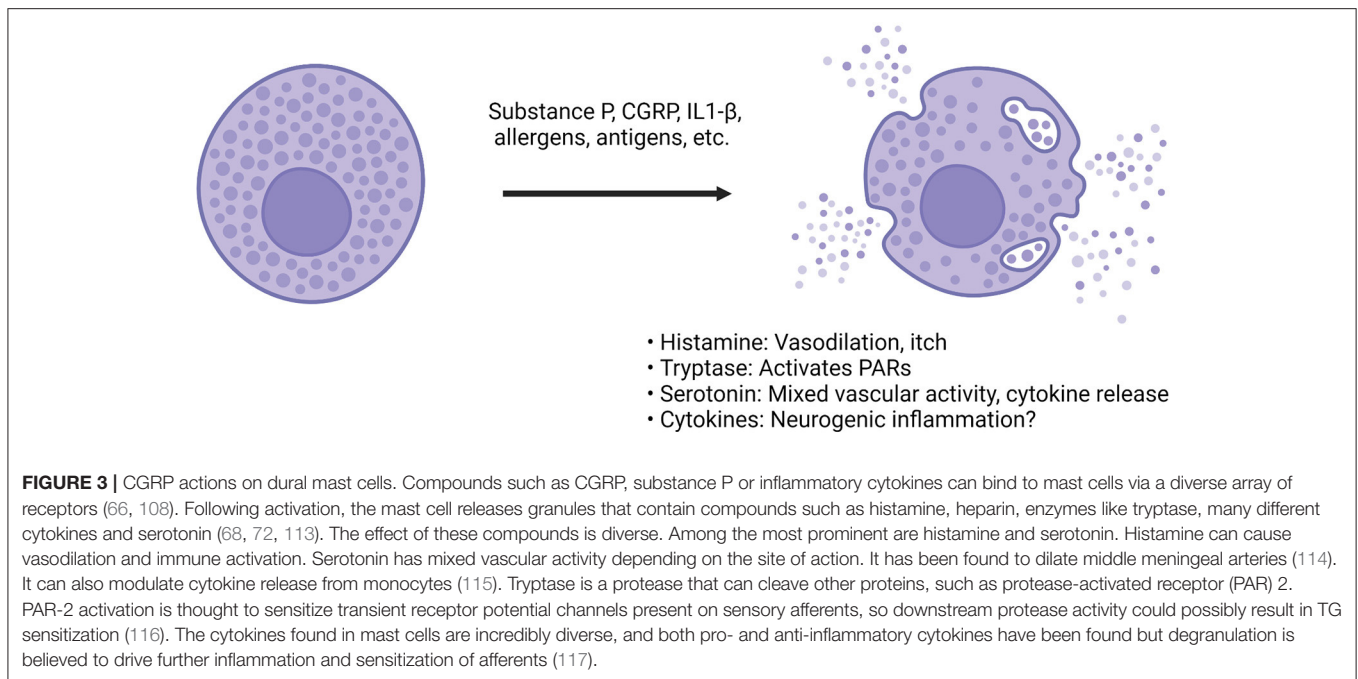 Substance P, CGRP, IL1-β,
allergens, antigens, etc.
• Histamine: Vasodilation, itch
• Tryptase: Activates PARs
• Serotonin: Mixed vascular activity, cytokine release
• Cytokines: Neurogenic inflammation?
FIGURE 3 | CGRP actions on dural mast cells. Compounds such as CGRP, substance P or inflammatory cytokines can bind to mast cells via a diverse array of
receptors (66, 108). Following activation, the mast cell releases granules that contain compounds such as histamine, heparin, enzymes like tryptase, many different
cytokines and serotonin (68, 72, 113). The effect of these compounds is diverse. Among the most prominent are histamine and serotonin. Histamine can cause
vasodilation and immune activation. Serotonin has mixed vascular activity depending on the site of action. It has been found to dilate middle meningeal arteries (114).
It can also modulate cytokine release from monocytes (115). Tryptase is a protease that can cleave other proteins, such as protease-activated receptor (PAR) 2.
PAR-2 activation is thought to sensitize transient receptor potential channels present on sensory afferents, so downstream protease activity could possibly result in TG
sensitization (116). The cytokines found in mast cells are incredibly diverse, and both pro- and anti-inflammatory cytokines have been found but degranulation is
believed to drive further inflammation and sensitization of afferents (117).